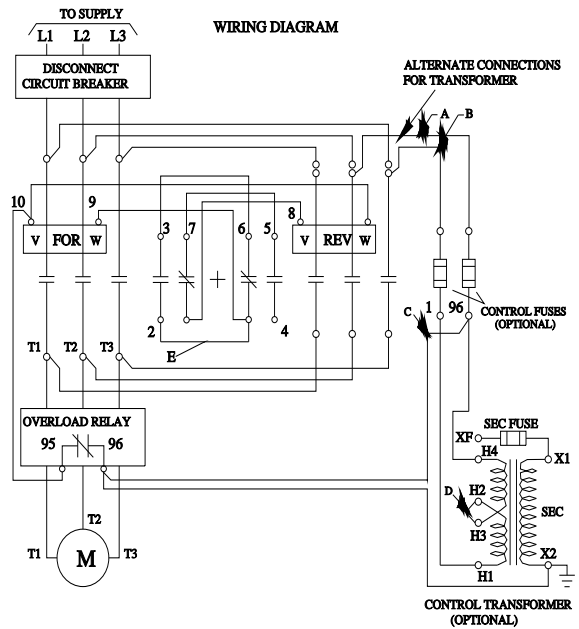 TO SUPPLY
WIRING DIAGRAM
L1 L2 L3
DISCONNECT
CIRCUIT BREAKER
ALTERNATE CONNECTIONS
FOR TRANSFORMER
A
B
10 9 3 7 8 6 5
V FOR W
V REV W
2 4
E
1 96
C
CONTROL FUSES
(OPTIONAL)
T1 T2 T3
OVERLOAD RELAY
95 96
SEC FUSE
XF
H4
X1
D
H2
H3
SEC
X2
H1
T2
T1 M T3
CONTROL TRANSFORMER
(OPTIONAL)